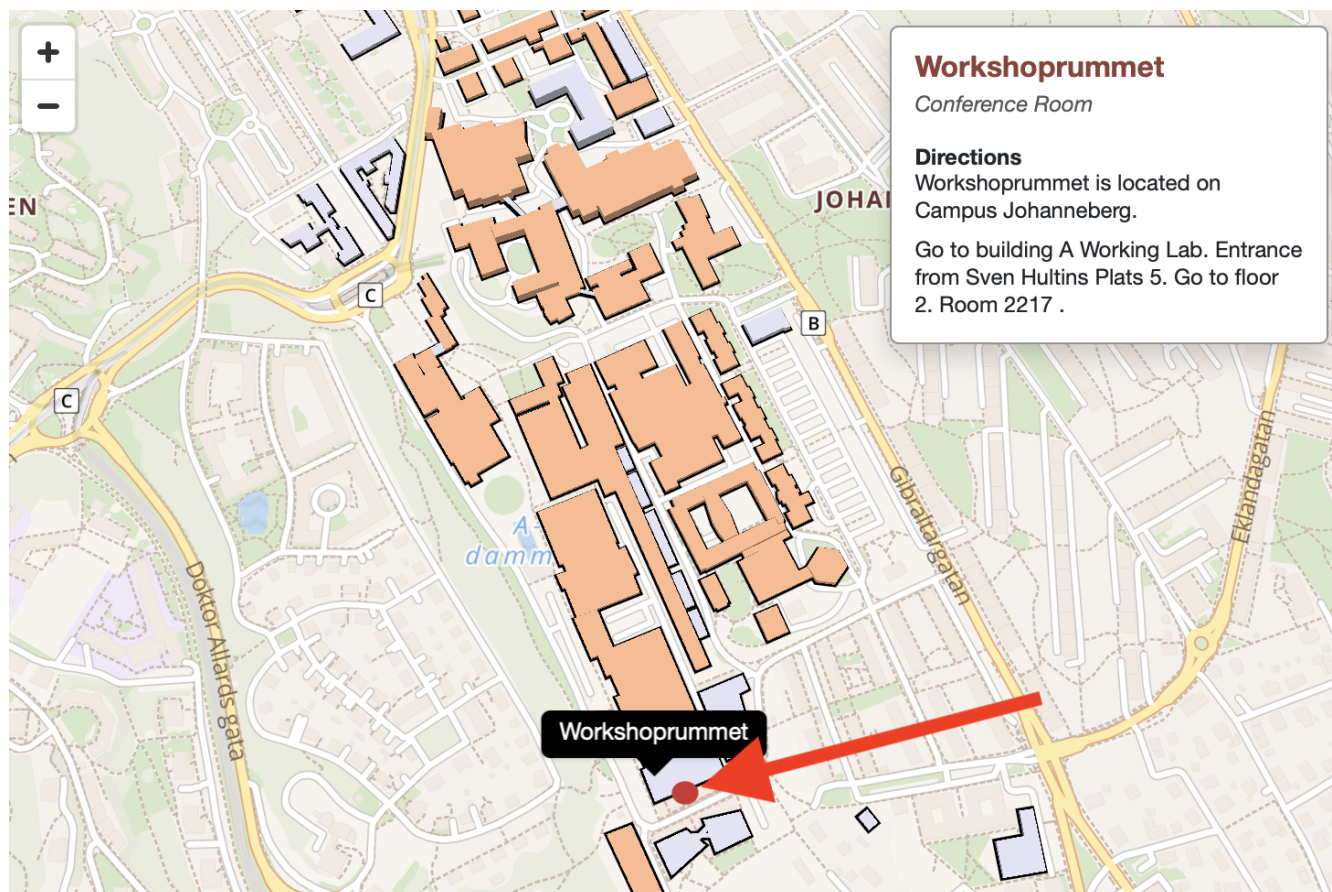 +
−
Workshoprummet
Conference Room
Directions
Workshoprummet is located on
Campus Johanneberg.
Go to building A Working Lab. Entrance
from Sven Hultins Plats 5. Go to floor
2. Room 2217 .
EN
JOHA
C
B
C
Gibraltargatan
Eklandagatan
A-
damm
Doktor Allards gata
Workshoprummet